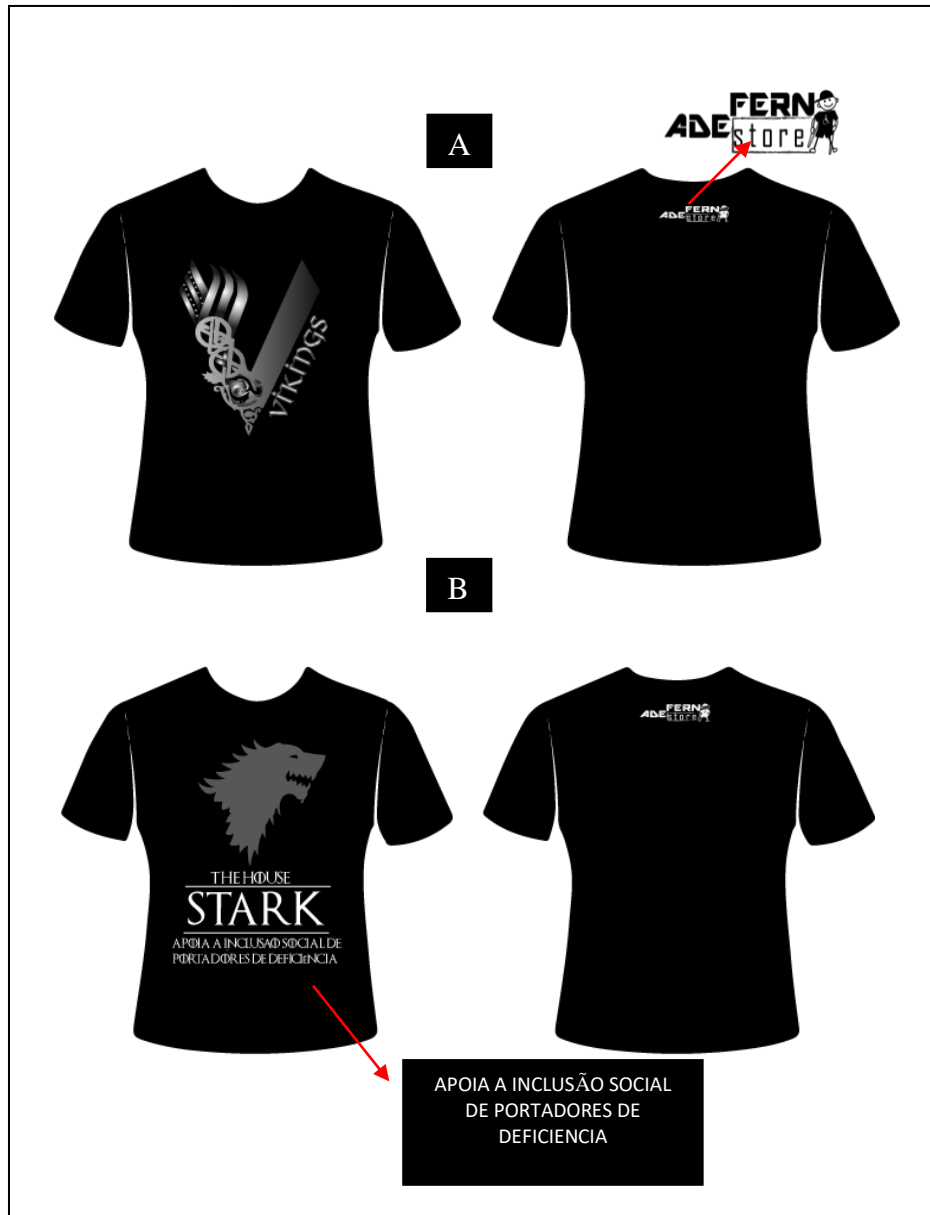 FERN
ADE store
A
FERN
ADE store
VIKINGS
B
FERN
ADE store
THE HOUSE
STARK
APOIA A INCLUSAO SOCIAL DE
PORTADORES DE DEFICIENCIA
APOIA A INCLUSÃO SOCIAL
DE PORTADORES DE
DEFICIENCIA